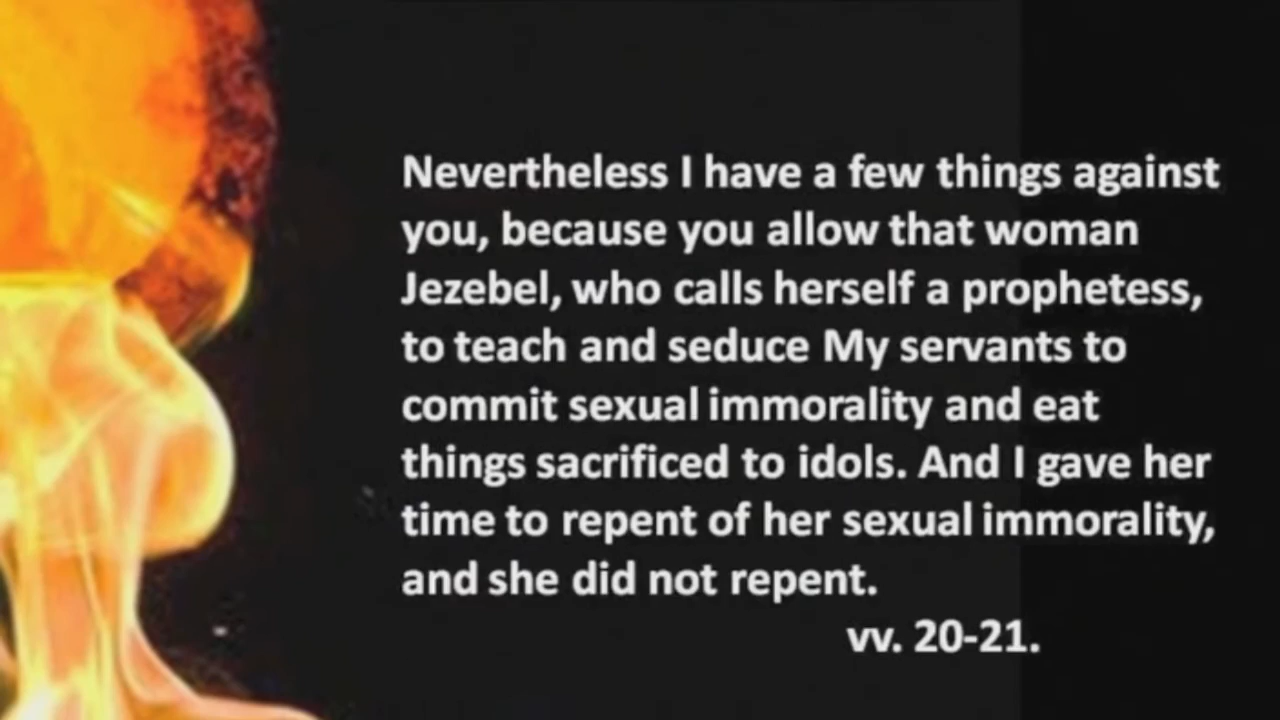 Nevertheless I have a few things against
you, because you allow that woman
Jezebel, who calls herself a prophetess,
to teach and seduce My servants to
commit sexual immorality and eat
things sacrificed to idols. And I gave her
time to repent of her sexual immorality,
and she did not repent.
vv. 20-21.